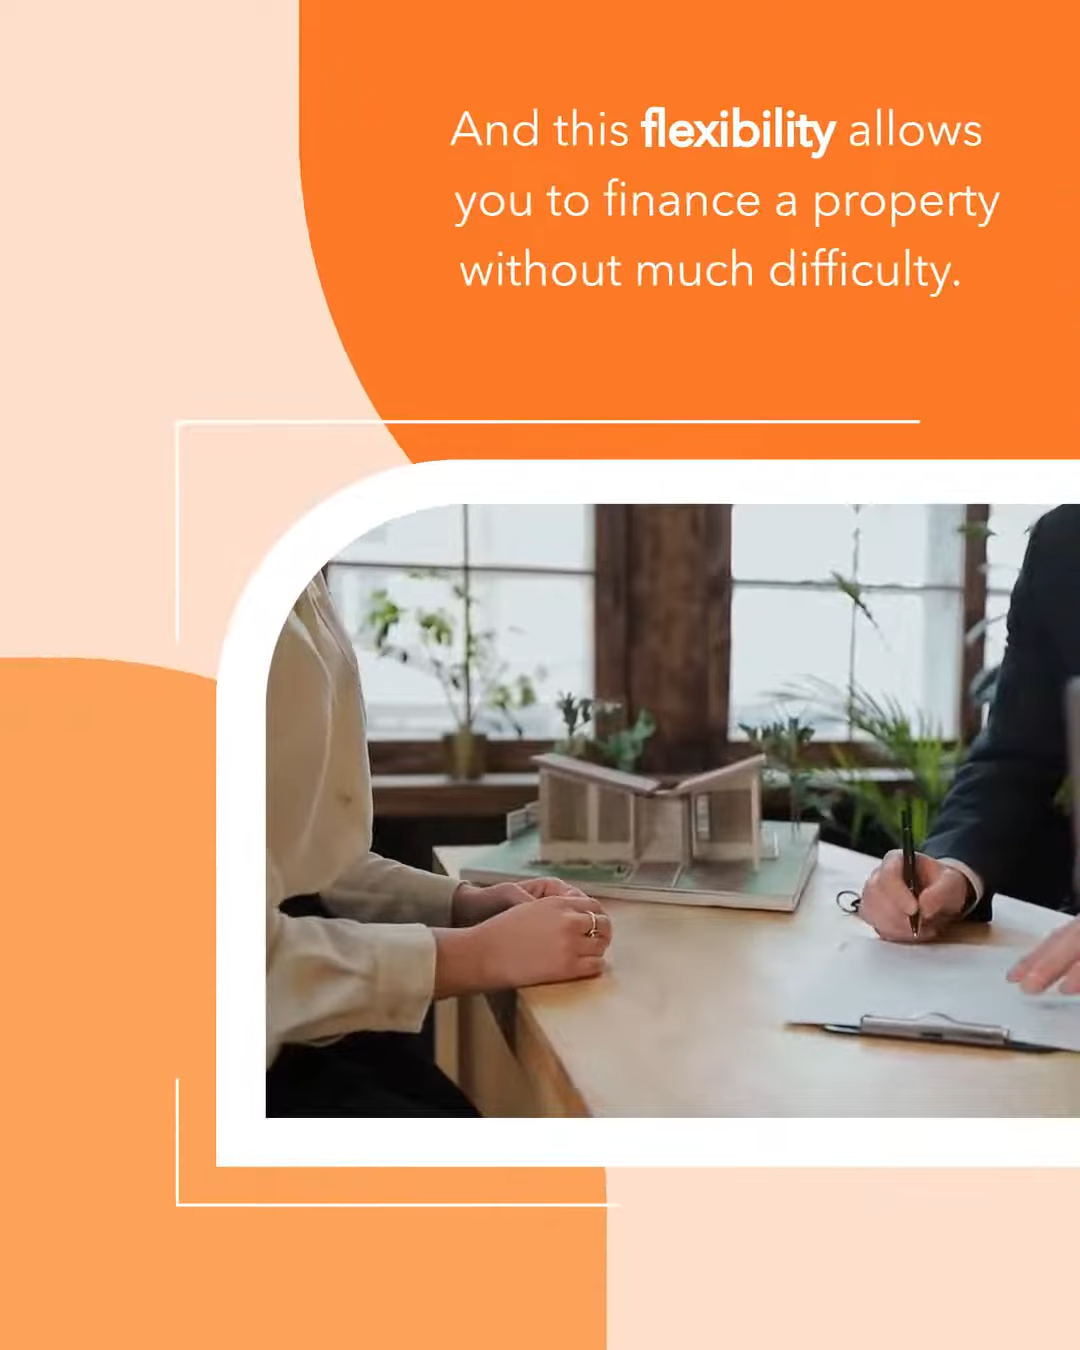 And this flexibility allows
you to finance a property
without much difficulty.